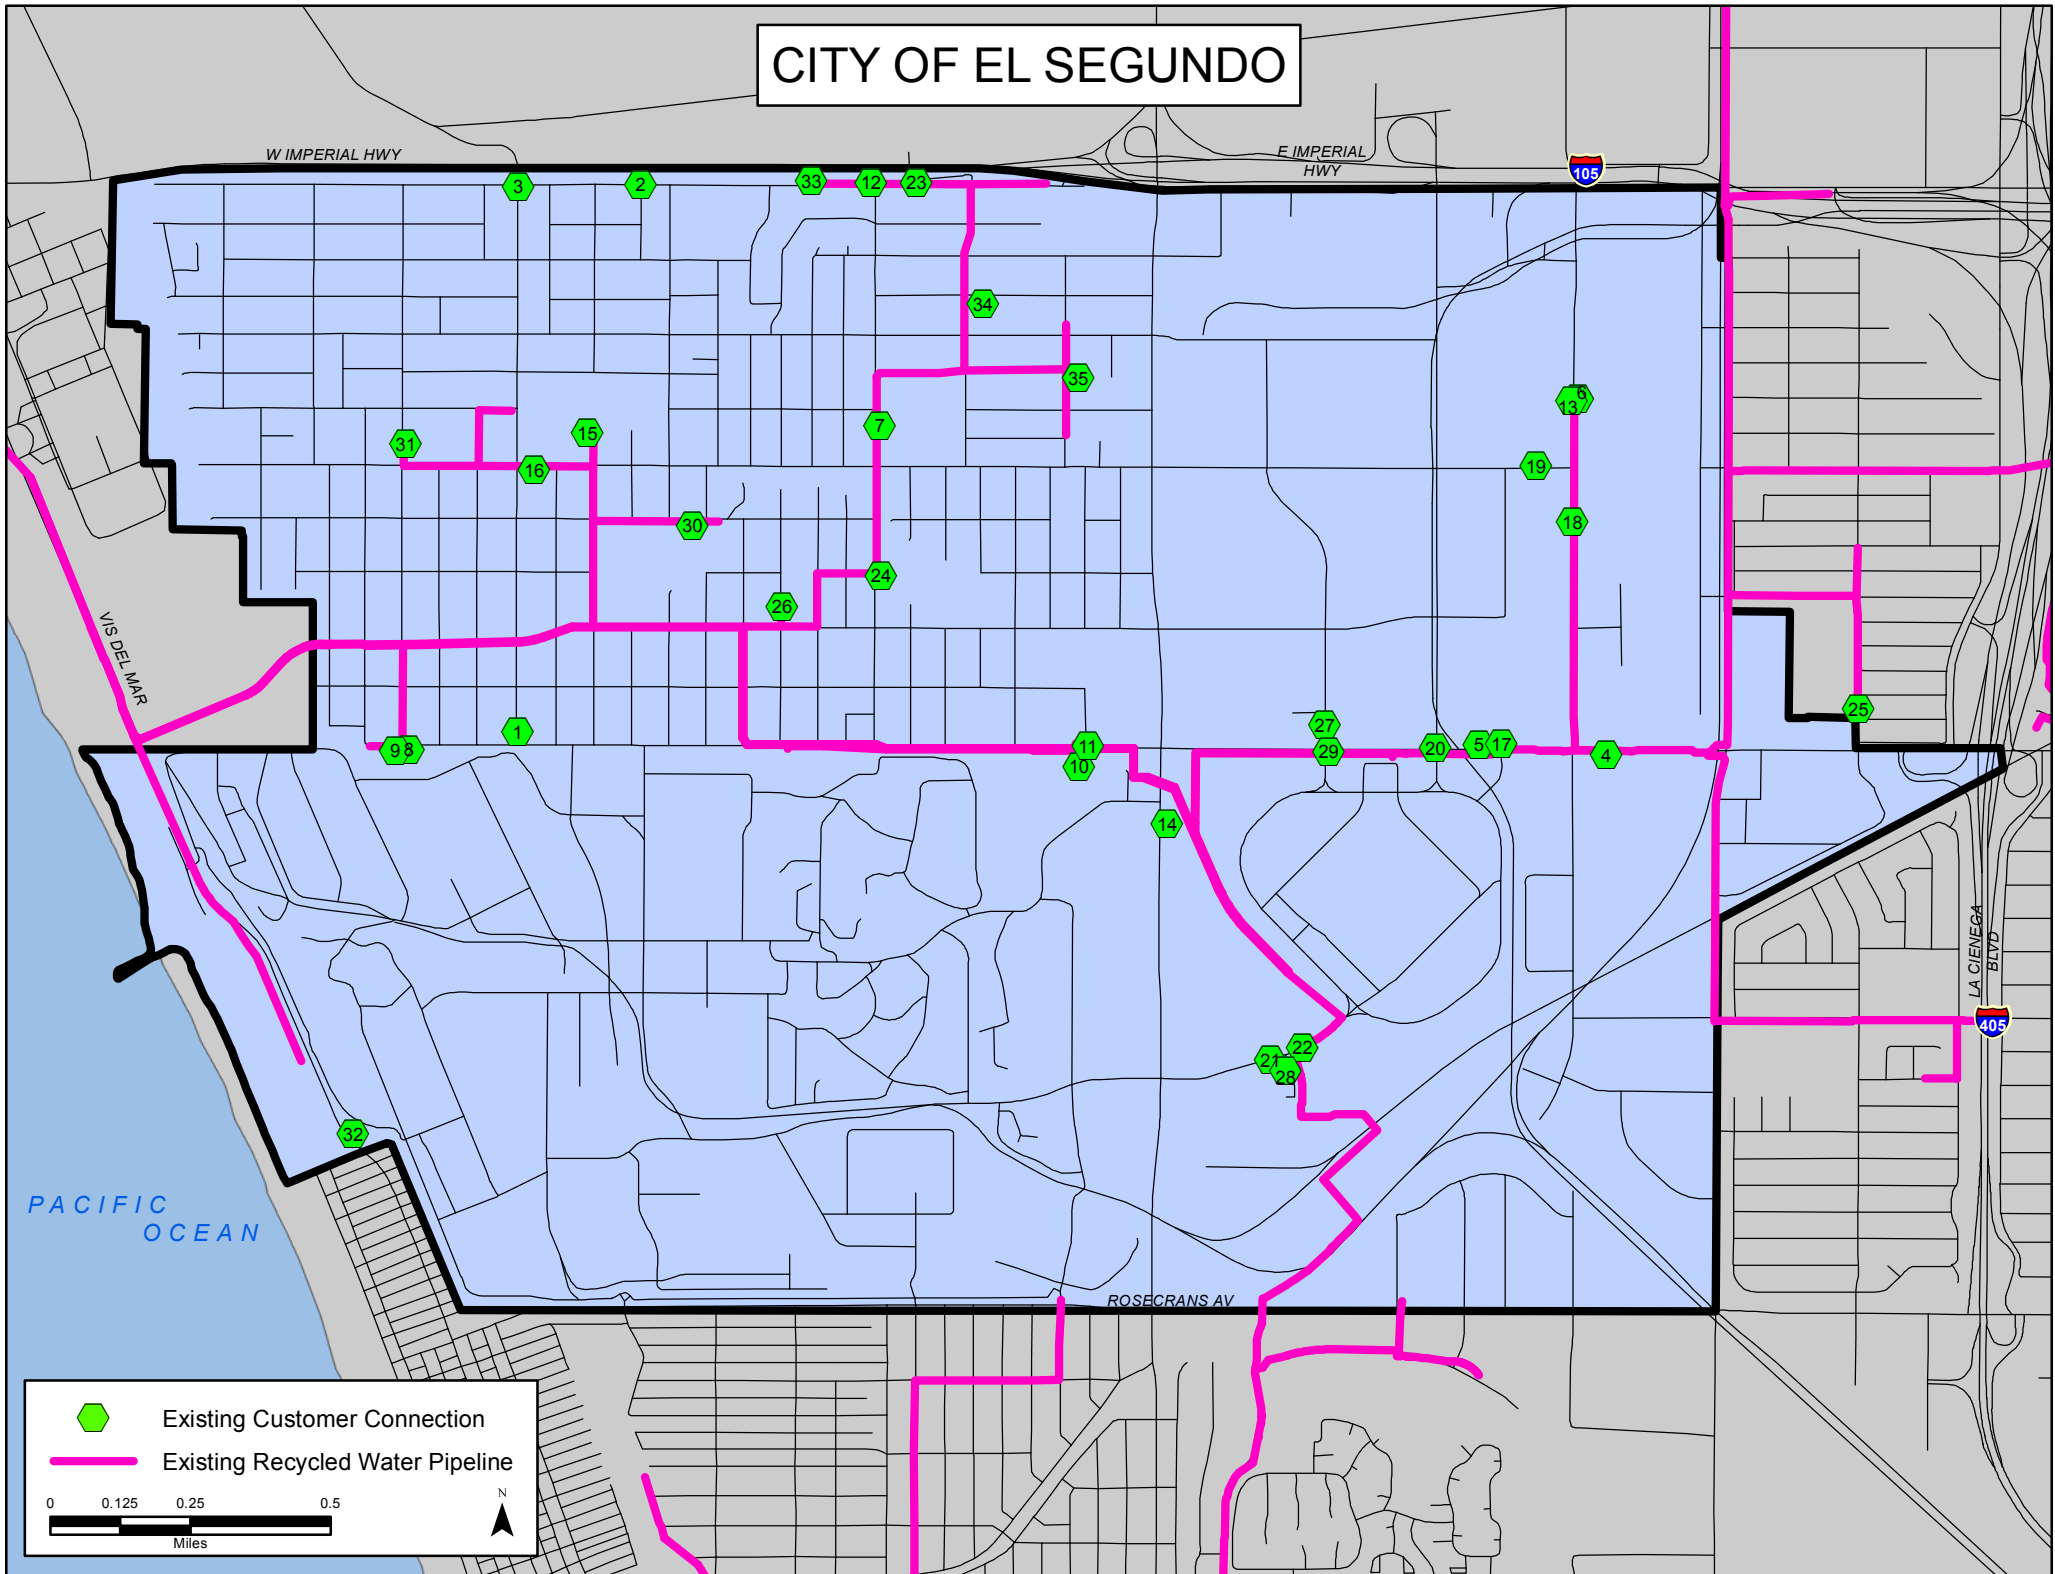 CITY OF EL SEGUNDO
W IMPERIAL HWY
E IMPERIAL
HWY
105
3
2
33
12
23
34
35
6
13
7
15
31
16
19
30
18
24
26
VIS DEL MAR
25
1
9
8
11
10
27
29
20
5
17
4
14
LA CIENEGA
BLVD
405
22
21
28
32
PACIFIC
OCEAN
ROSECRANS AV
Existing Customer Connection
Existing Recycled Water Pipeline
0 0.125 0.25 0.5
Miles
N